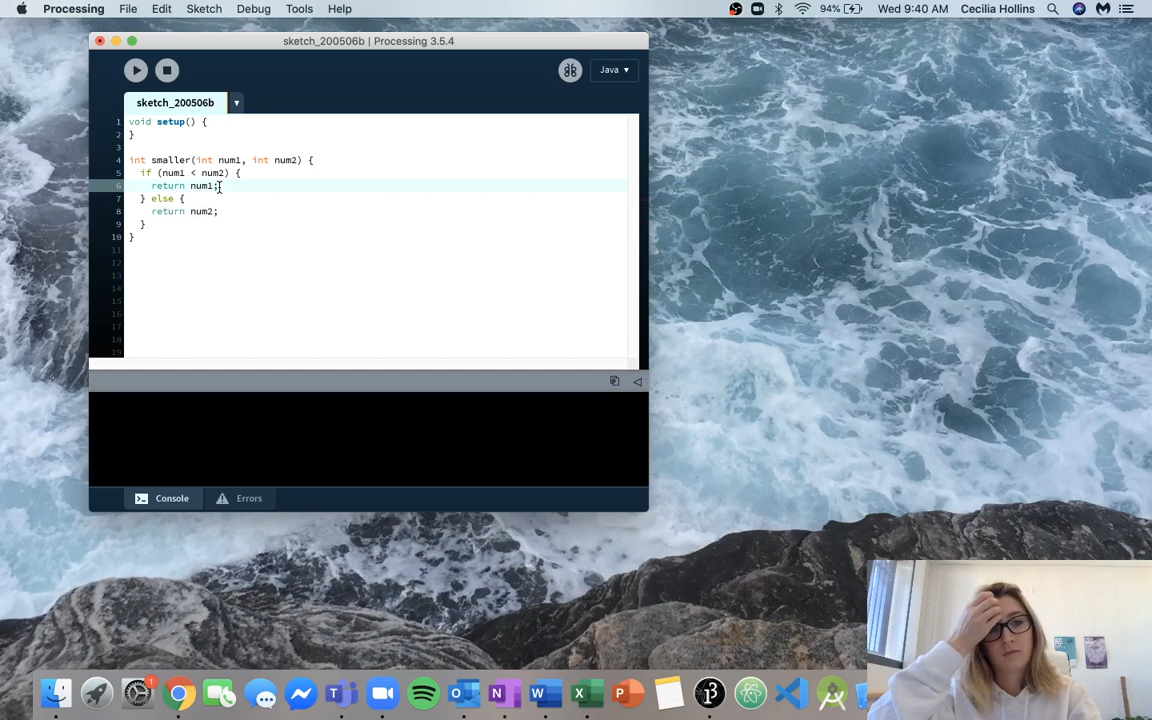 Processing File Edit Sketch Debug Tools Help 94% Wed 9:40 AM Cecilia Hollins
sketch_200506b | Processing 3.5.4
Java ▾
sketch_200506b
1 void setup() {
2 }
3
4 int smaller(int num1, int num2) {
5 if (num1 < num2) {
6 return num1;
7 } else {
8 return num2;
9 }
10 }
11
12
13
14
15
16
17
18
19
Console Errors
1